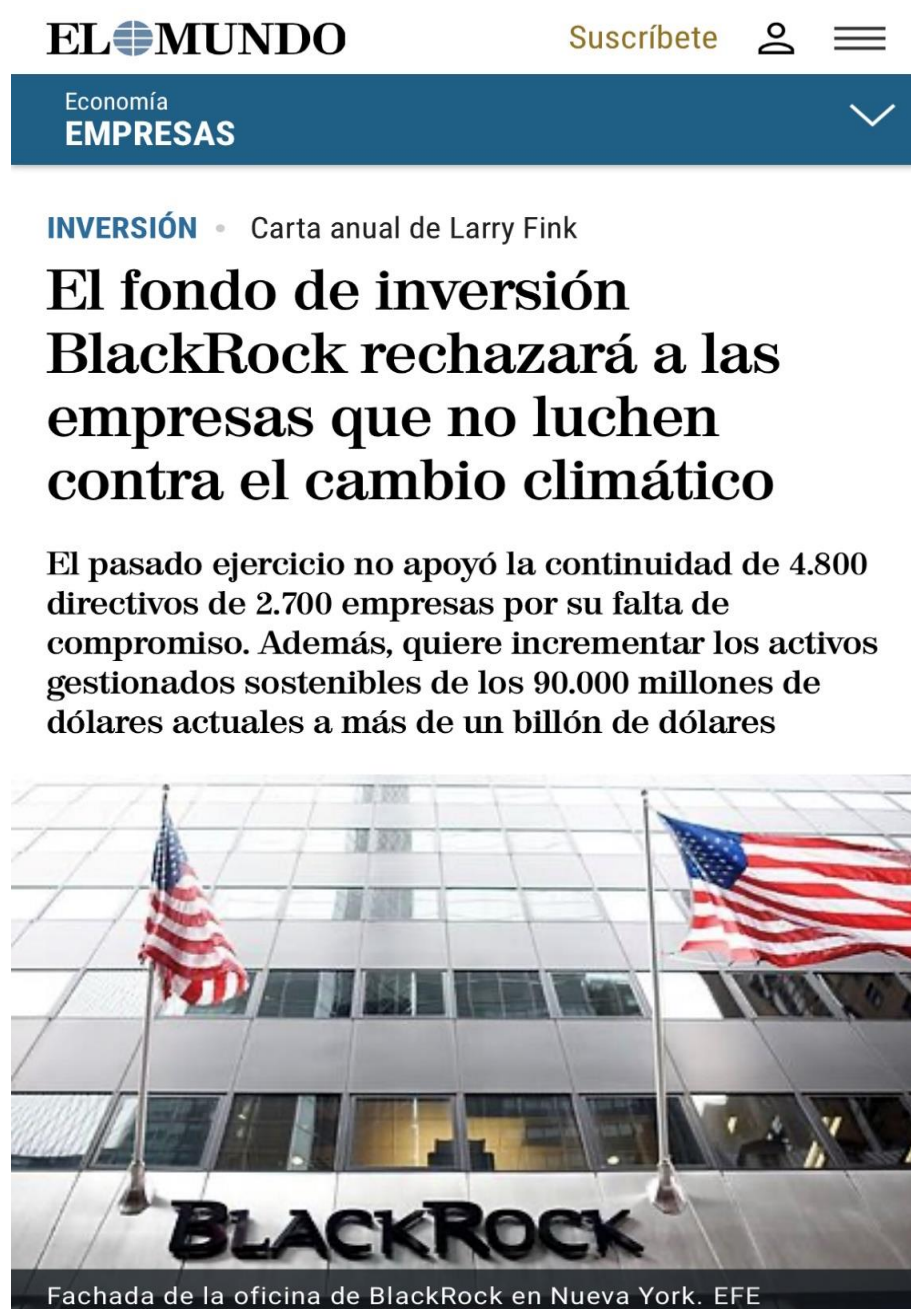 EL MUNDO
Suscríbete
Economía
EMPRESAS
INVERSIÓN • Carta anual de Larry Fink
El fondo de inversión
BlackRock rechazará a las
empresas que no luchen
contra el cambio climático
El pasado ejercicio no apoyó la continuidad de 4.800
directivos de 2.700 empresas por su falta de
compromiso. Además, quiere incrementar los activos
gestionados sostenibles de los 90.000 millones de
dólares actuales a más de un billón de dólares
BLACKROCK
Fachada de la oficina de BlackRock en Nueva York. EFE